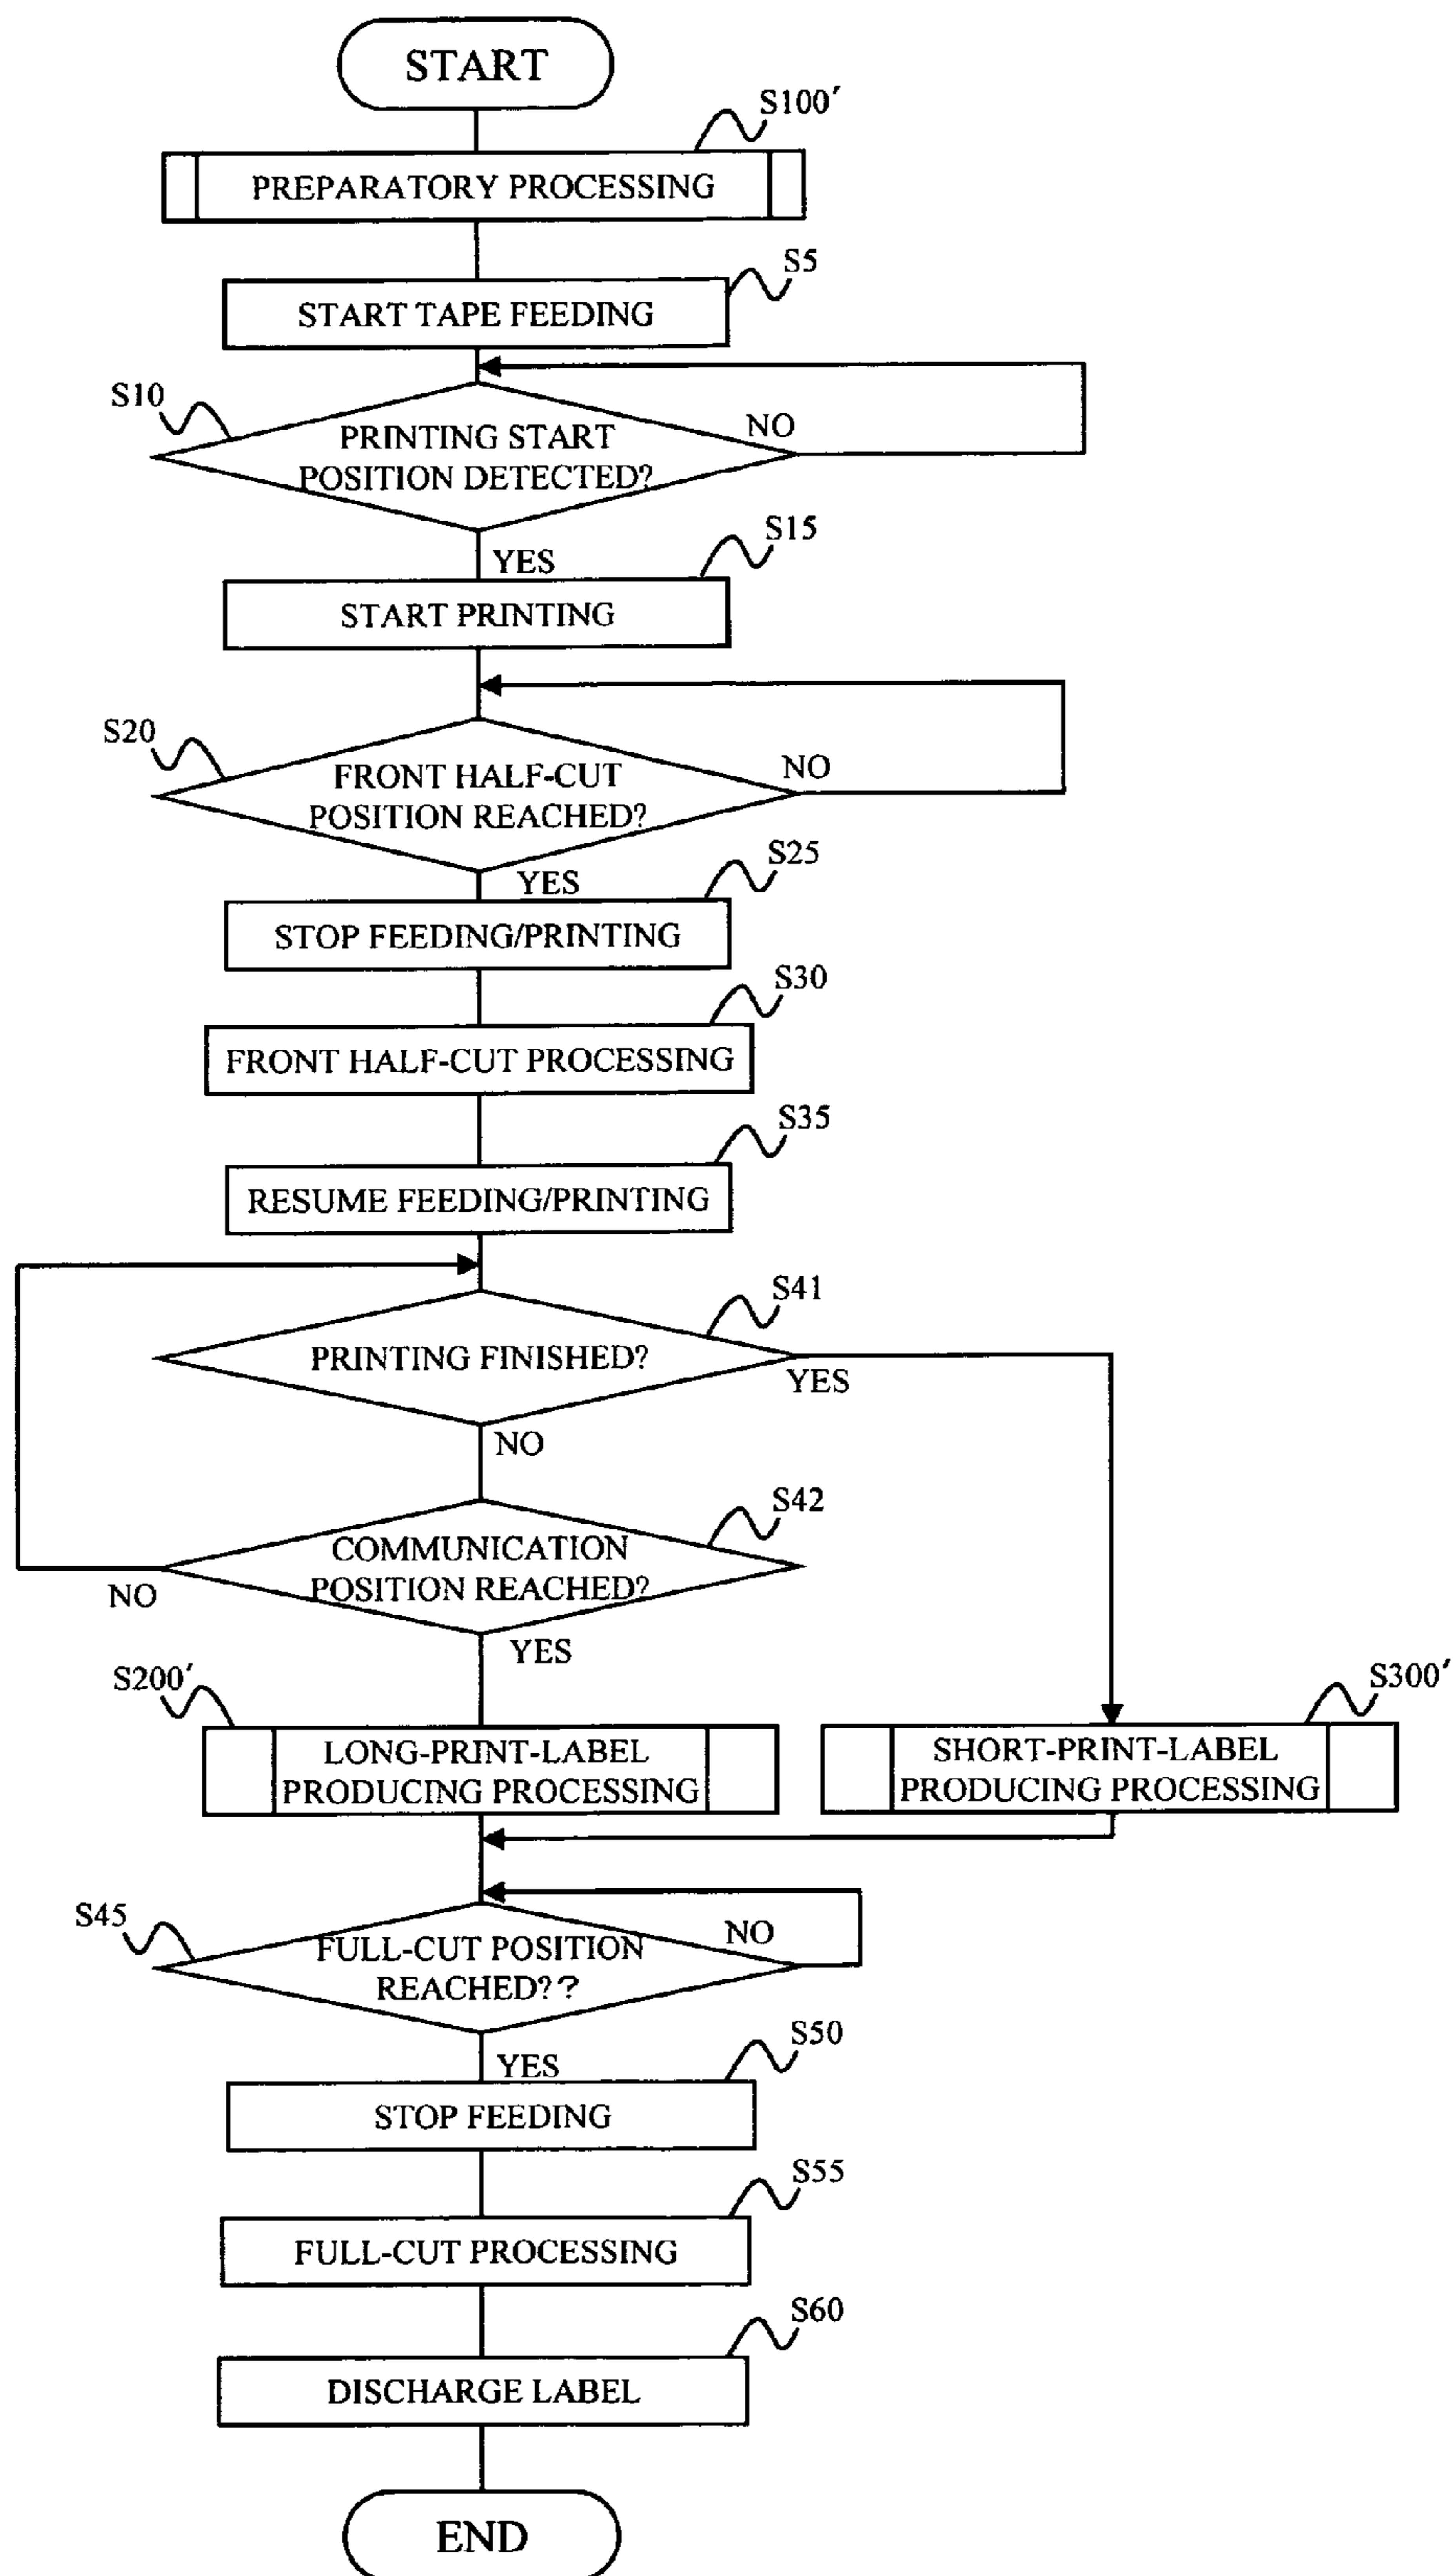 START
S100′
PREPARATORY PROCESSING
S5
START TAPE FEEDING
S10
PRINTING START
POSITION DETECTED?
NO
YES
S15
START PRINTING
S20
FRONT HALF-CUT
POSITION REACHED?
NO
YES
S25
STOP FEEDING/PRINTING
S30
FRONT HALF-CUT PROCESSING
S35
RESUME FEEDING/PRINTING
S41
PRINTING FINISHED?
YES
NO
S42
COMMUNICATION
POSITION REACHED?
NO
YES
S200′
LONG-PRINT-LABEL
PRODUCING PROCESSING
S300′
SHORT-PRINT-LABEL
PRODUCING PROCESSING
S45
FULL-CUT POSITION
REACHED??
NO
YES
S50
STOP FEEDING
S55
FULL-CUT PROCESSING
S60
DISCHARGE LABEL
END